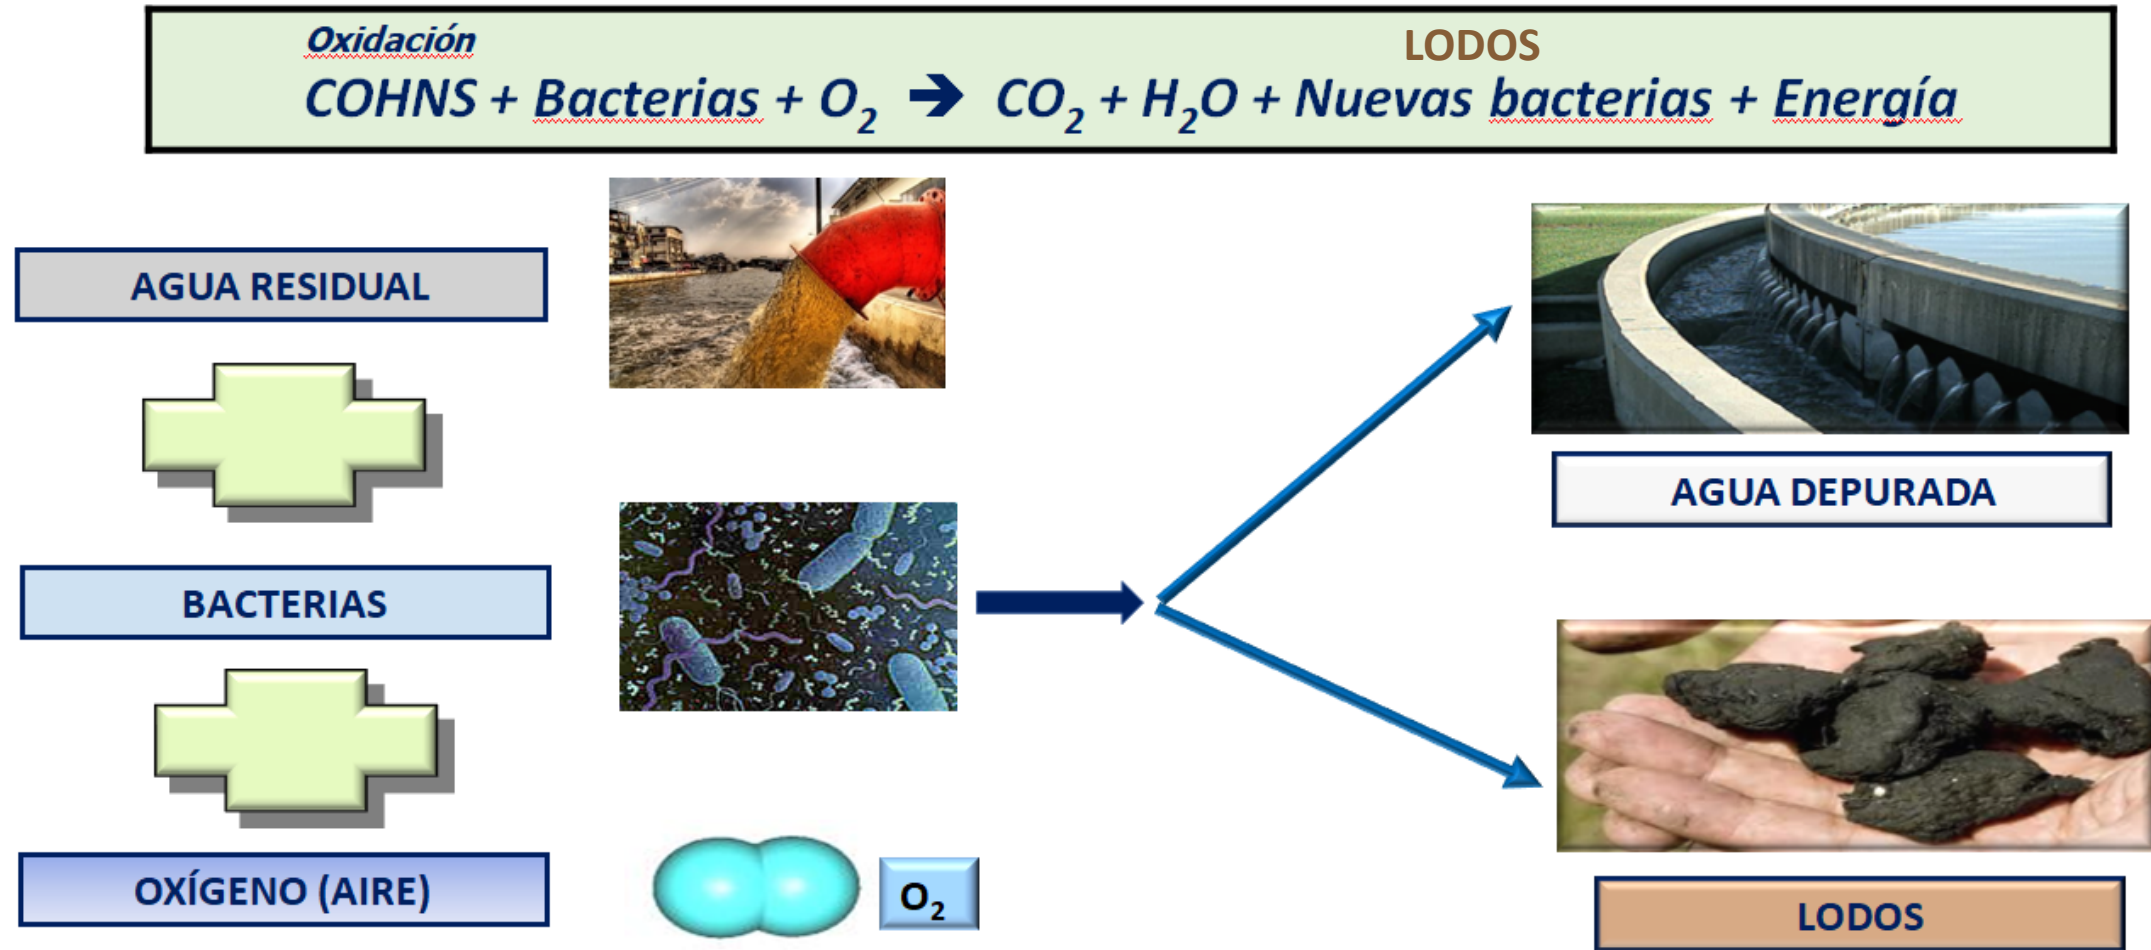 Oxidación
LODOS
COHNS + Bacterias + O₂ ➔ CO₂ + H₂O + Nuevas bacterias + Energía
AGUA RESIDUAL
BACTERIAS
OXÍGENO (AIRE)
O₂
AGUA DEPURADA
LODOS